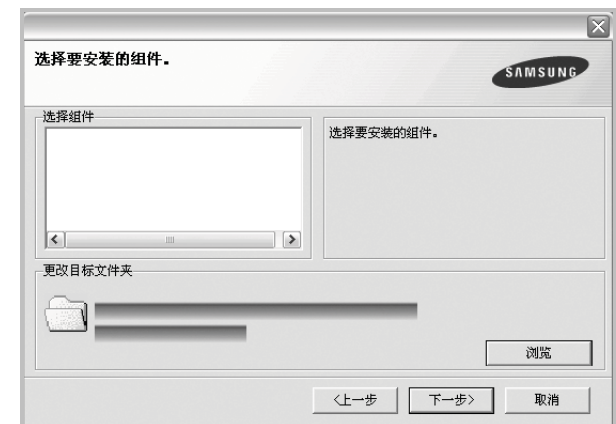 选择要安装的组件。
SAMSUNG
选择组件
选择要安装的组件。
更改目标文件夹
浏览
<上一步
下一步>
取消